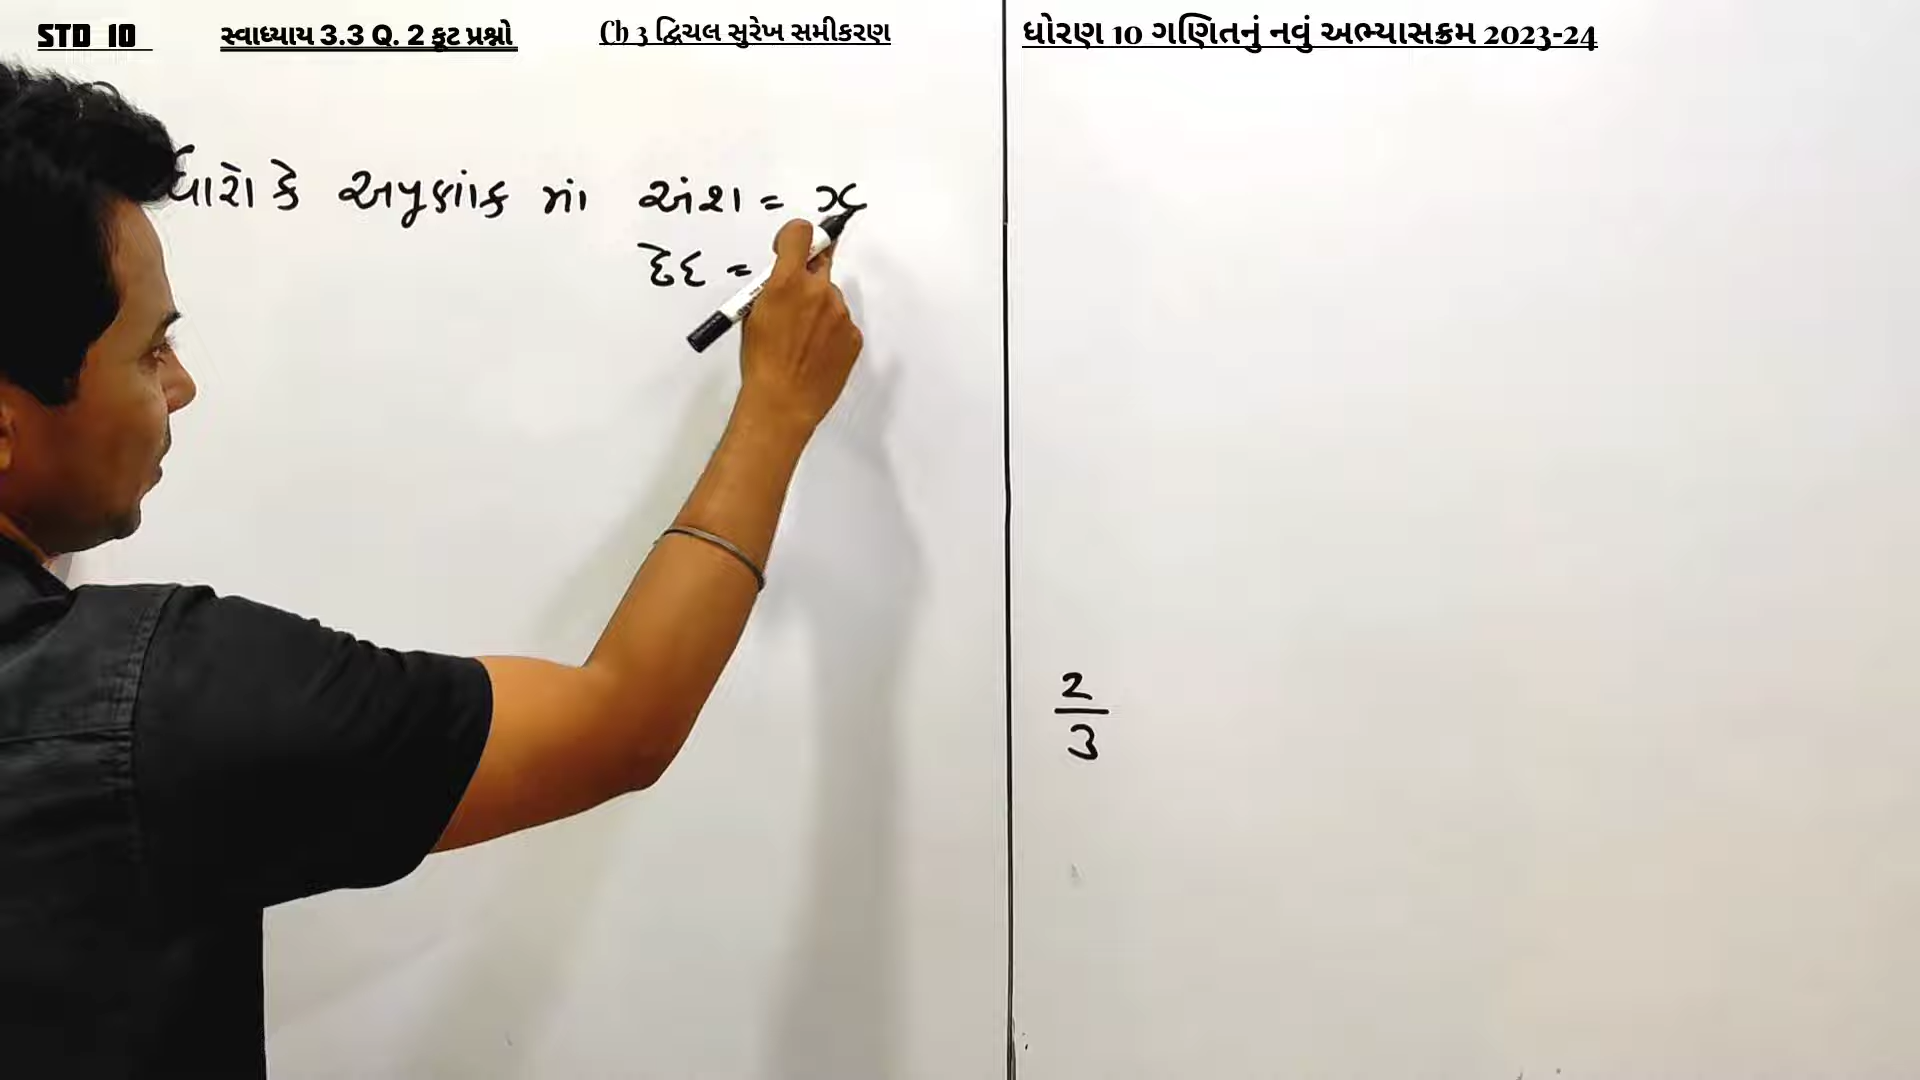 STD 10
સ્વાધ્યાય 3.3 Q. 2 કૂટ પ્રશ્નો
Ch 3 દ્વિચલ સુરેખ સમીકરણ
ધોરણ 10 ગણિતનું નવું અભ્યાસક્રમ 2023-24
ધારો કે અપૂર્ણાંક માં અંશ = x
છેદ =
2
3